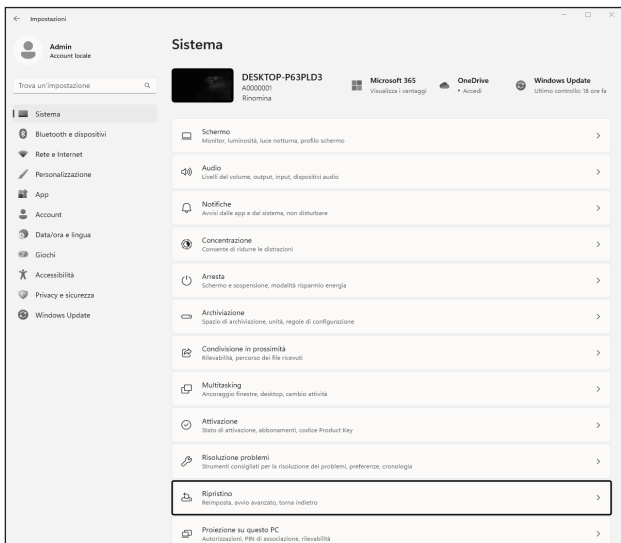 Impostazioni
Admin
Account locale
Trova un'impostazione
Sistema
Bluetooth e dispositivi
Rete e Internet
Personalizzazione
App
Account
Data/ora e lingua
Giochi
Accessibilità
Privacy e sicurezza
Windows Update
Sistema
DESKTOP-P63PLD3
A0000001
Rinomina
Microsoft 365
Visualizza i vantaggi
OneDrive
• Accedi
Windows Update
Ultimo controllo: 18 ore fa
Schermo
Monitor, luminosità, luce notturna, profilo schermo
Audio
Livelli del volume, output, input, dispositivi audio
Notifiche
Avvisi dalle app e dal sistema, non disturbare
Concentrazione
Consente di ridurre le distrazioni
Arresta
Schermo e sospensione, modalità risparmio energia
Archiviazione
Spazio di archiviazione, unità, regole di configurazione
Condivisione in prossimità
Rilevabilità, percorso dei file ricevuti
Multitasking
Ancoraggio finestre, desktop, cambio attività
Attivazione
Stato di attivazione, abbonamenti, codice Product Key
Risoluzione problemi
Strumenti consigliati per la risoluzione dei problemi, preferenze, cronologia
Ripristino
Reimposta, avvio avanzato, torna indietro
Proiezione su questo PC
Autorizzazioni, PIN di associazione, rilevabilità